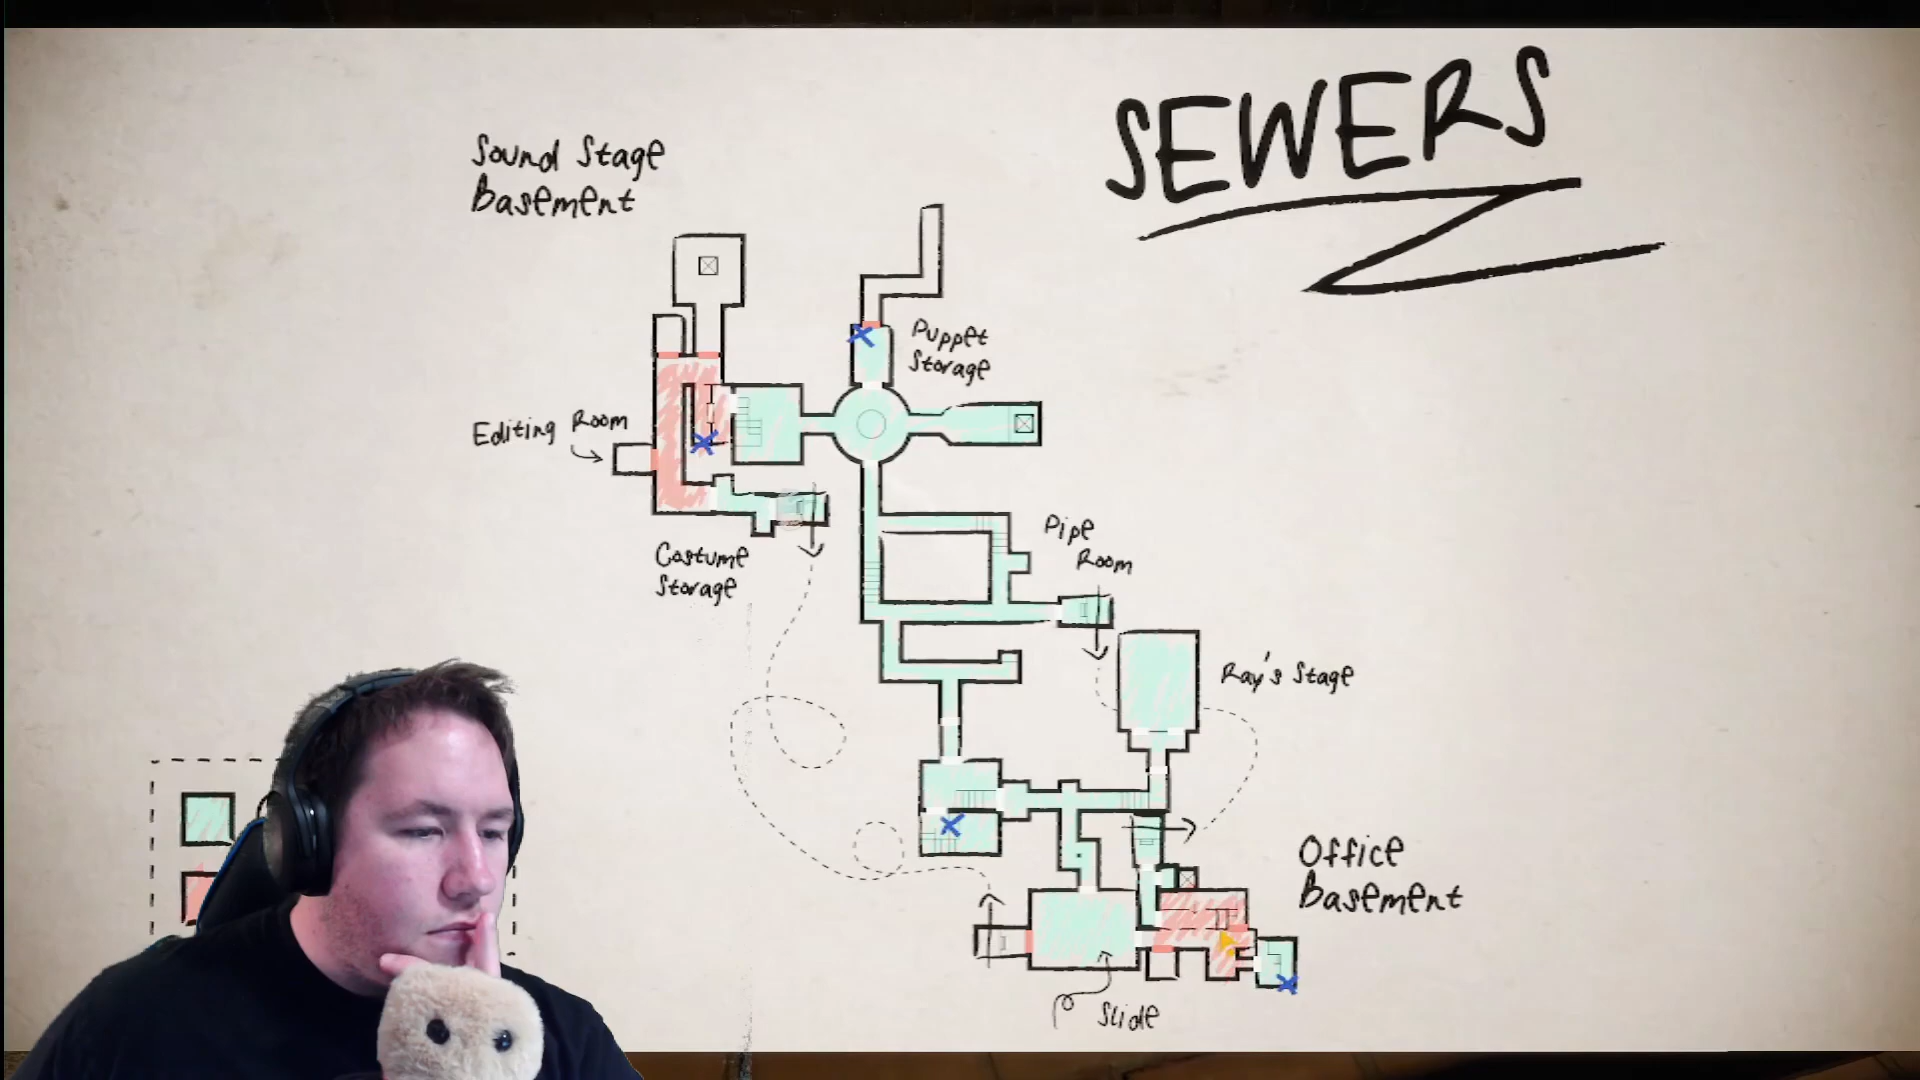 SEWERS
Sound Stage
Basement
Puppet
Storage
Editing Room
Pipe
Room
Costume
Storage
Ray's Stage
Office
Basement
Slide